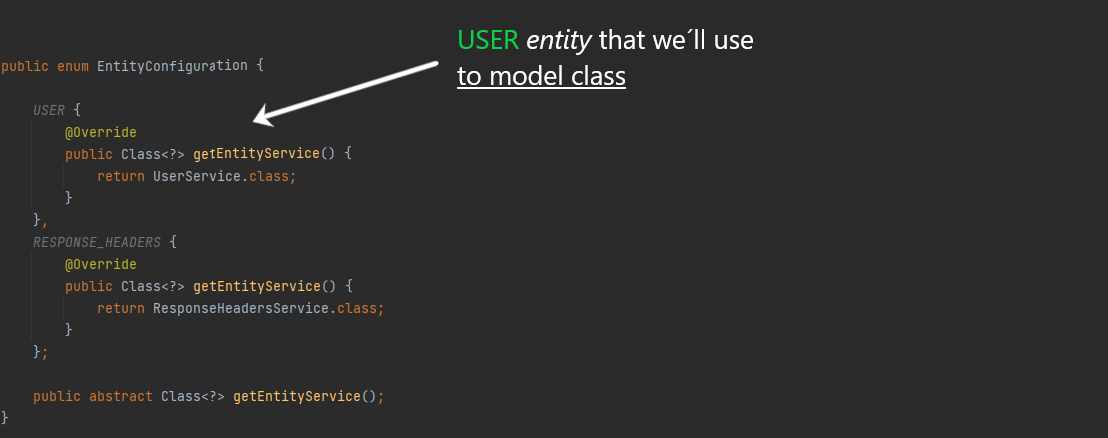 USER entity that we´ll use
to model class
public enum EntityConfiguration {
USER {
@Override
public Class<?> getEntityService() {
return UserService.class;
}
},
RESPONSE_HEADERS {
@Override
public Class<?> getEntityService() {
return ResponseHeadersService.class;
}
};
public abstract Class<?> getEntityService();
}